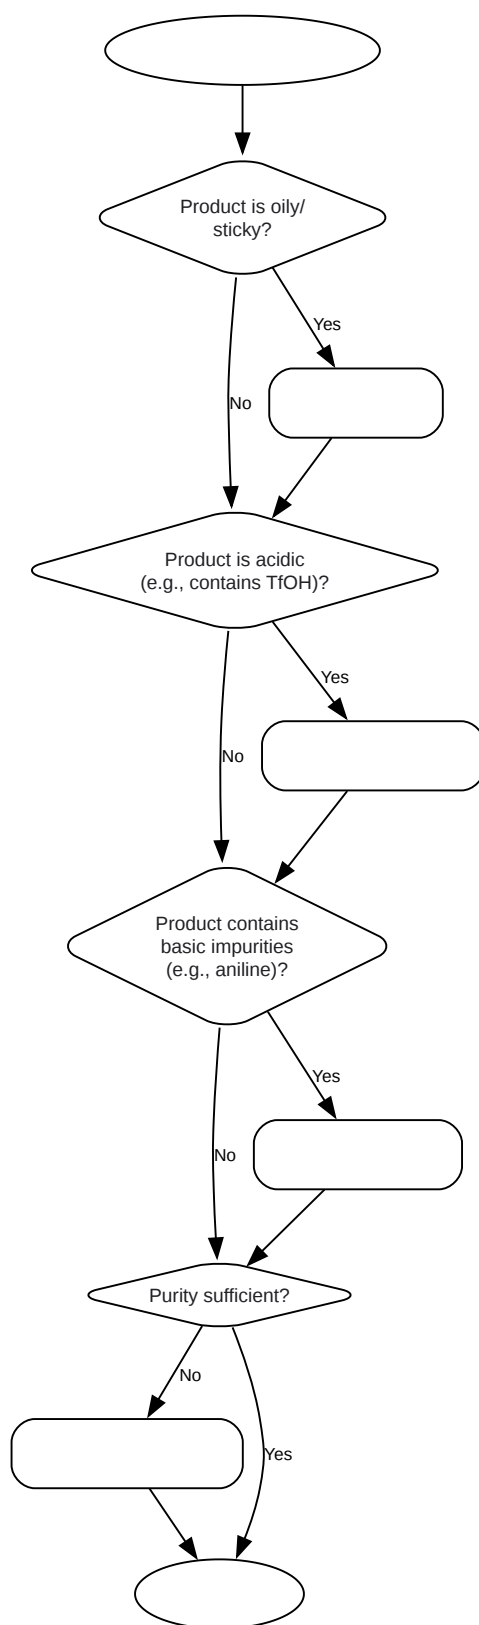 Product is oily/
sticky?
Yes
No
Product is acidic
(e.g., contains TfOH)?
Yes
No
Product contains
basic impurities
(e.g., aniline)?
Yes
No
Purity sufficient?
No
Yes